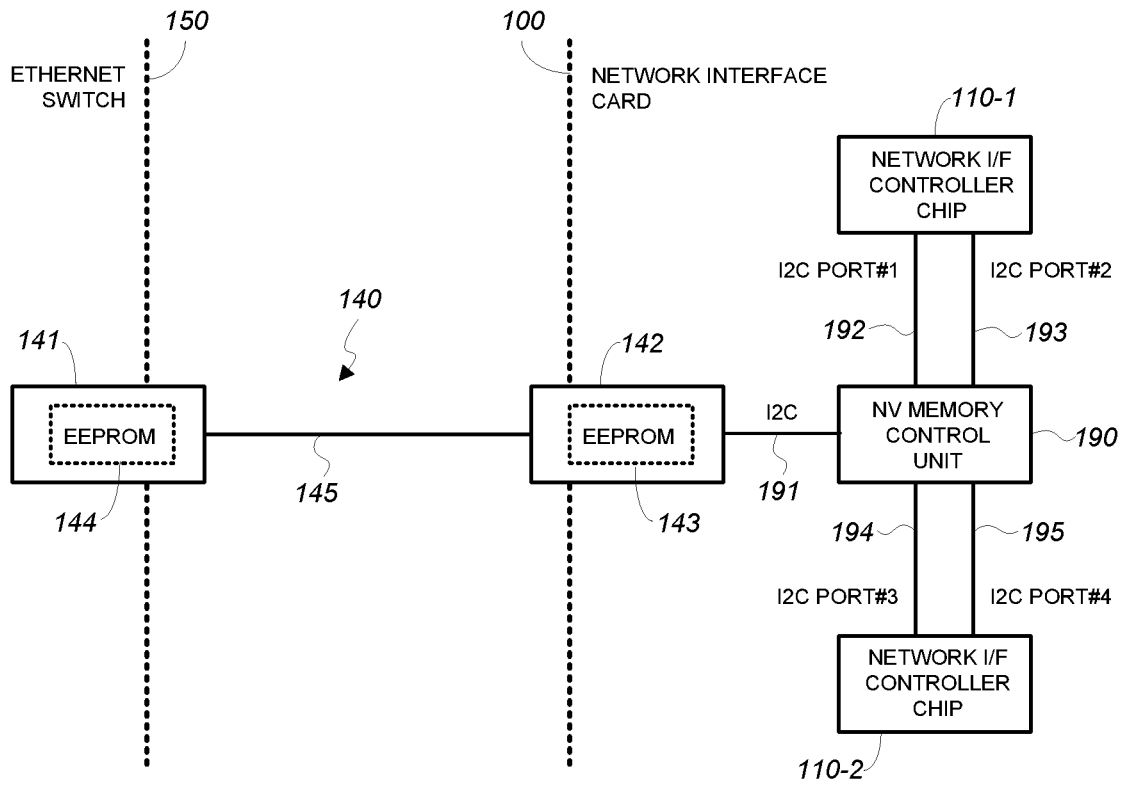 150
100
ETHERNET
SWITCH
NETWORK INTERFACE
CARD
110-1
NETWORK I/F
CONTROLLER
CHIP
I2C PORT#1
I2C PORT#2
140
192
193
141
142
EEPROM
EEPROM
I2C
NV MEMORY
CONTROL
UNIT
190
145
191
144
143
194
195
I2C PORT#3
I2C PORT#4
NETWORK I/F
CONTROLLER
CHIP
110-2